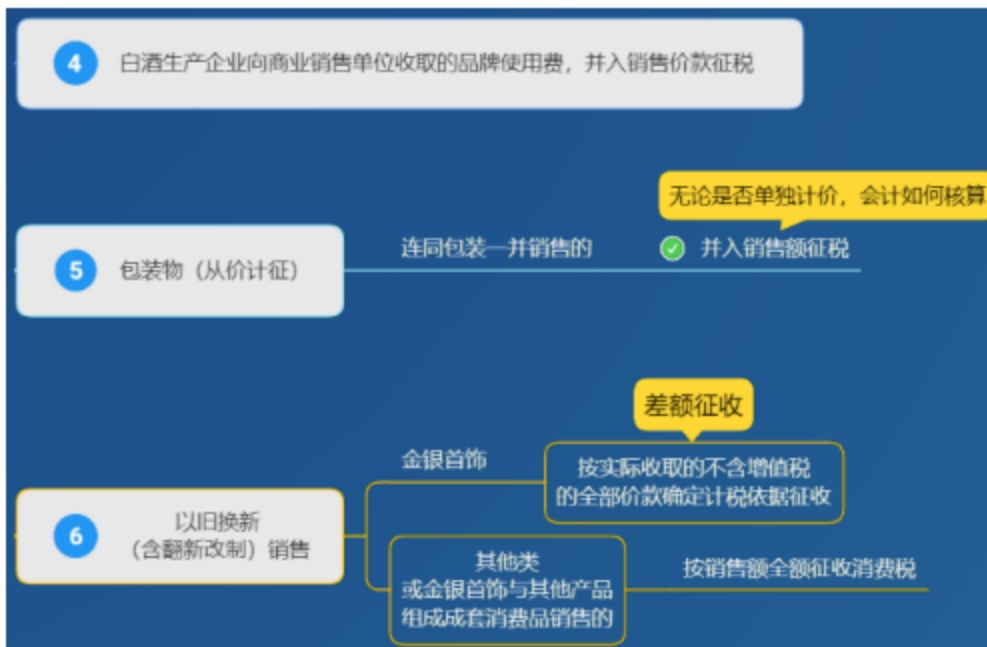 4 白酒生产企业向商业销售单位收取的品牌使用费，并入销售价款征税
无论是否单独计价，会计如何核算
5 包装物（从价计征）
连同包装一并销售的
并入销售额征税
差额征收
金银首饰
按实际收取的不含增值税
的全部价款确定计税依据征收
6 以旧换新
（含翻新改制）销售
其他类
或金银首饰与其他产品
组成成套消费品销售的
按销售额全额征收消费税